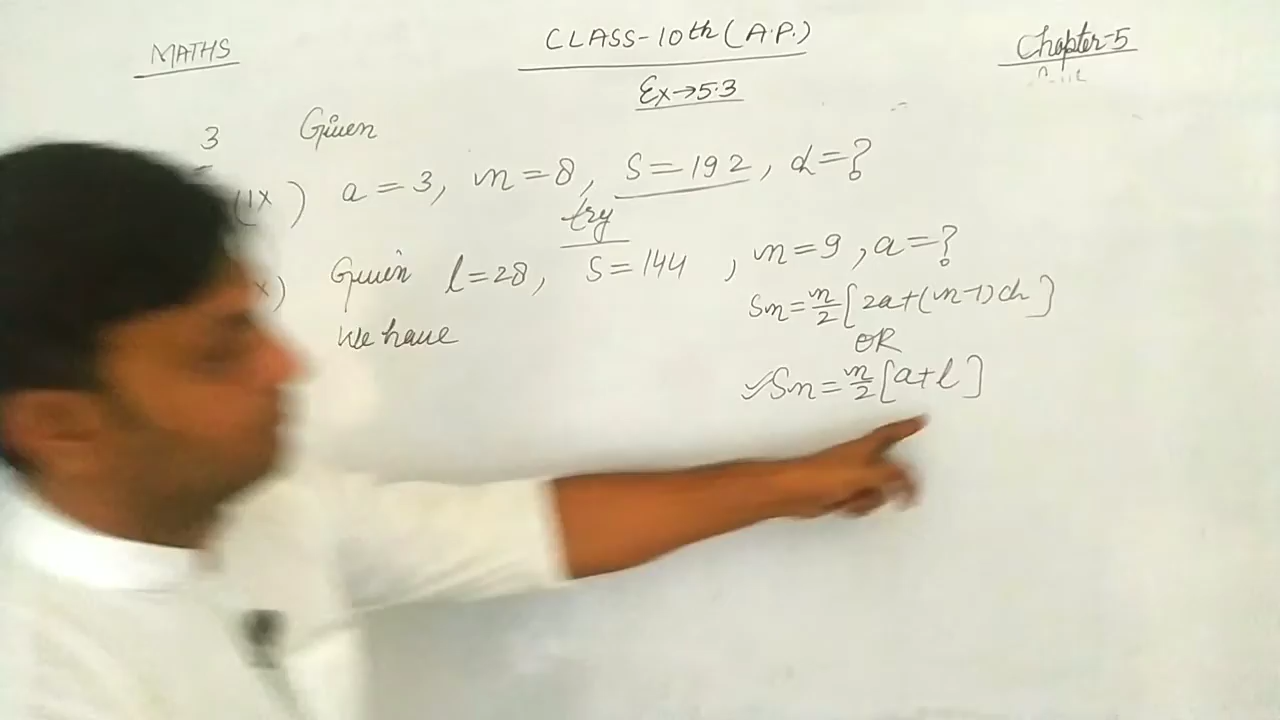 MATHS
CLASS-10th (A.P.)
Chapter-5
Ex→5.3
3 Given
(ix) a=3, n=8, S=192, d=?
try
x) Given l=28, S=144, n=9, a=?
We have
Sn=n/2[2a+(n-1)d]
OR
✓Sn=n/2[a+l]